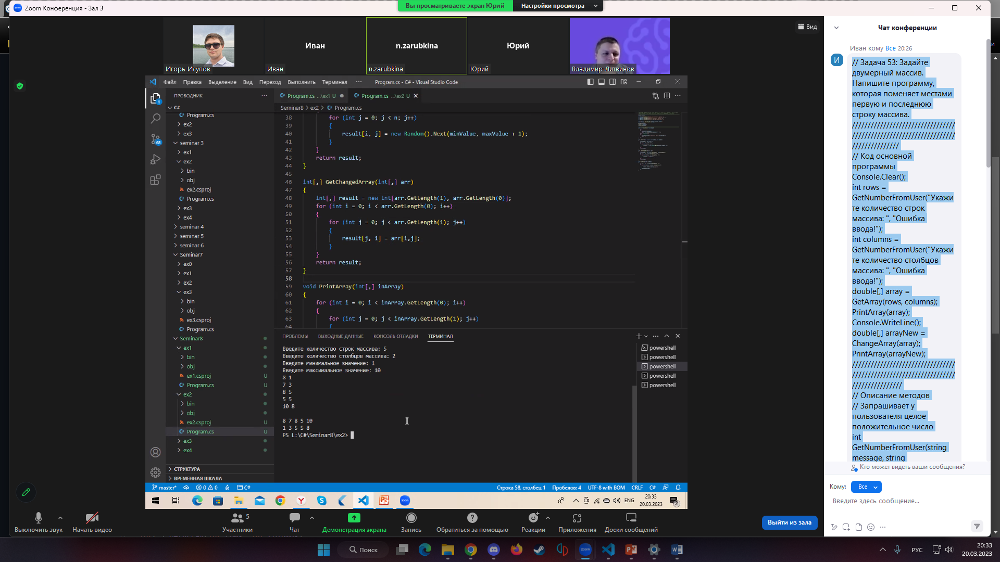 Zoom Конференция - Зал 3
Вы просматриваете экран Юрий
Настройки просмотра
Игорь Исупов
Иван
Иван
n.zarubkina
n.zarubkina
Юрий
Юрий
Владимир Литвинов
Вид
Файл Правка Выделение Вид Переход Выполнить Терминал ···
Program.cs - C# - Visual Studio Code
ПРОВОДНИК
C#
Program.cs
ex2
ex3
seminar 3
ex1
ex2
bin
obj
ex2.csproj
Program.cs
ex3
ex4
seminar 4
seminar 5
seminar 6
Seminar7
ex0
ex1
ex2
ex3
bin
obj
ex3.csproj
Program.cs
Seminar8
ex1
bin
obj
ex1.csproj U
Program.cs U
ex2
bin
obj
ex2.csproj U
Program.cs U
ex3
ex4
СТРУКТУРА
ВРЕМЕННАЯ ШКАЛА
1
68
Program.cs ...\ex1 U
Program.cs ...\ex2 U
Seminar8 > ex2 > Program.cs
38 for (int j = 0; j < n; j++)
39 {
40 result[i, j] = new Random().Next(minValue, maxValue + 1);
41 }
42 }
43 return result;
44 }
45
46 int[,] GetChangedArray(int[,] arr)
47 {
48 int[,] result = new int[arr.GetLength(1), arr.GetLength(0)];
49 for (int i = 0; i < arr.GetLength(0); i++)
50 {
51 for (int j = 0; j < arr.GetLength(1); j++)
52 {
53 result[j, i] = arr[i,j];
54 }
55 }
56 return result;
57 }
58
59 void PrintArray(int[,] inArray)
60 {
61 for (int i = 0; i < inArray.GetLength(0); i++)
62 {
63 for (int j = 0; j < inArray.GetLength(1); j++)
64 {
ПРОБЛЕМЫ ВЫХОДНЫЕ ДАННЫЕ КОНСОЛЬ ОТЛАДКИ ТЕРМИНАЛ
Введите количество строк массива: 5
Введите количество столбцов массива: 2
Введите минимальное значение: 1
Введите максимальное значение: 10
8 1
7 3
8 5
5 5
10 8
8 7 8 5 10
1 3 5 5 8
PS L:\C#\Seminar8\ex2>
powershell
powershell
powershell
powershell
powershell
master* 0 0 C#
Строка 58, столбец 1 Пробелов: 4 UTF-8 with BOM CRLF C#
ENG
20:33
20.03.2023
2
Чат конференции
Иван кому Все 20:26
И
// Задача 53: Задайте
двумерный массив.
Напишите программу,
которая поменяет местами
первую и последнюю
строку массива.
/////////////////////////////////
/////////////////////////////////
///////////////
// Код основной
программы
Console.Clear();
int rows =
GetNumberFromUser("Укажи
те количество строк
массива: ", "Ошибка
ввода!");
int columns =
GetNumberFromUser("Укажи
те количество столбцов
массива: ", "Ошибка
ввода!");
double[,] array =
GetArray(rows, columns);
PrintArray(array);
Console.WriteLine();
double[,] arrayNew =
ChangeArray(array);
PrintArray(arrayNew);
/////////////////////////////////
/////////////////////////////////
////////////////
// Описание методов
// Запрашивает у
пользователя целое
положительное число
int
GetNumberFromUser(string
message, string
Кто может видеть ваши сообщения?
Кому: Все
Введите здесь сообщение...
Выключить звук
Начать видео
5
Участники
Чат
Демонстрация экрана
Запись
Обратиться за помощью
Реакции
Приложения
Доски сообщений
Выйти из зала
Поиск
zoom
РУС
20:33
20.03.2023